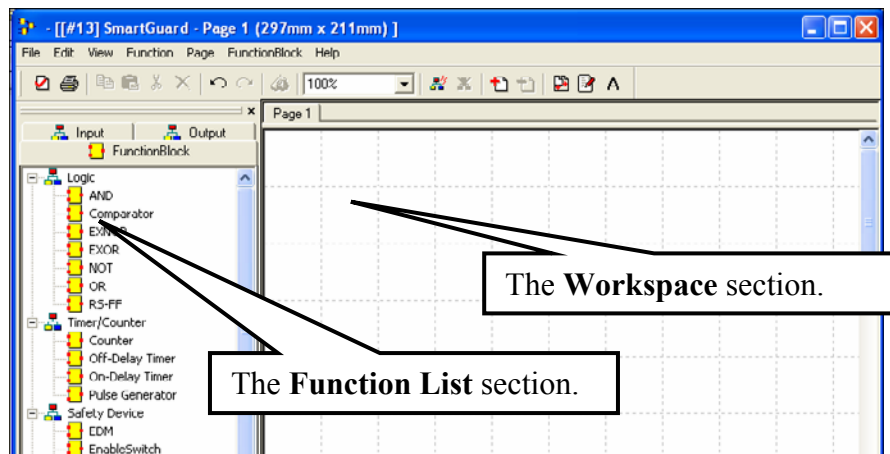 - [[#13] SmartGuard - Page 1 (297mm x 211mm) ]
File Edit View Function Page FunctionBlock Help
100%
Page 1
Input Output
FunctionBlock
Logic
AND
Comparator
EXNOR
EXOR
NOT
OR
RS-FF
Timer/Counter
Counter
Off-Delay Timer
On-Delay Timer
Pulse Generator
Safety Device
EDM
EnableSwitch
The Workspace section.
The Function List section.